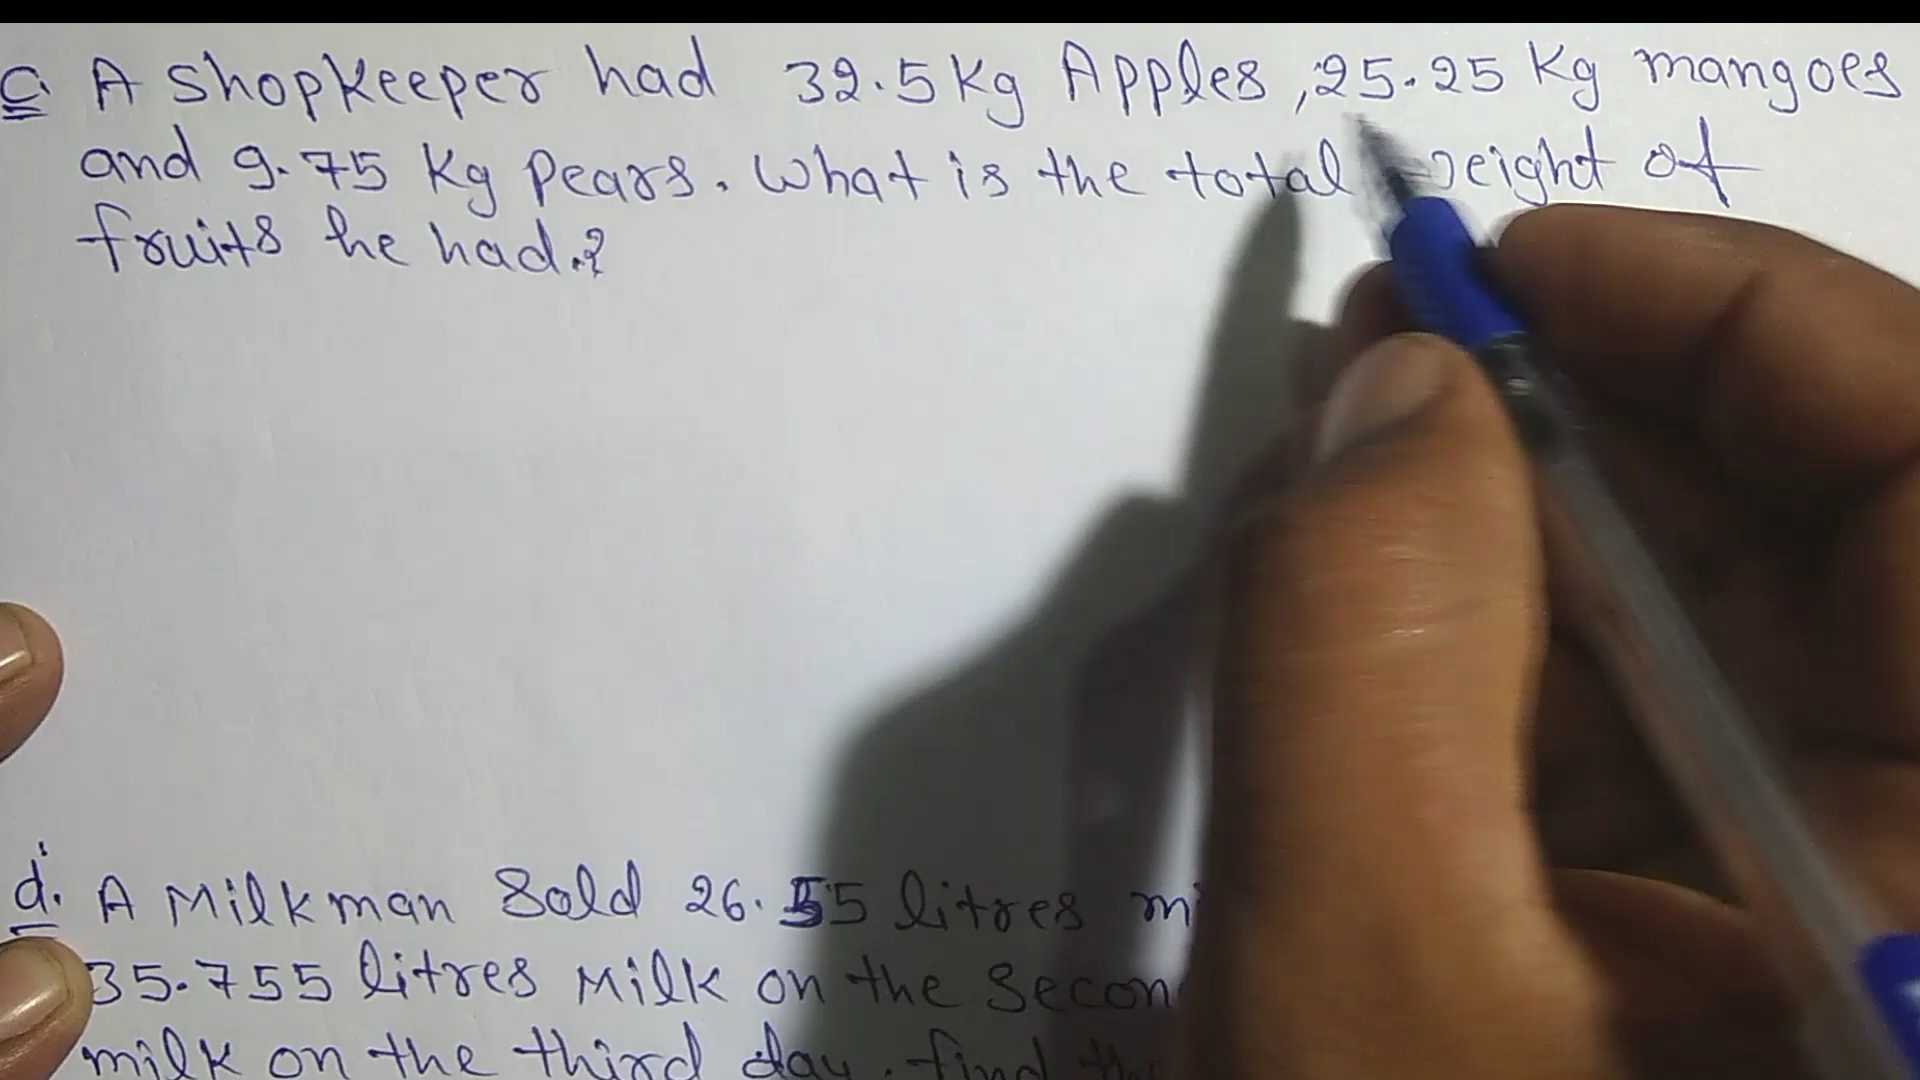 c. A Shopkeeper had 32.5 Kg Apples, 25.25 Kg mangoes
and 9.75 Kg Pears. What is the total weight of
fruits he had.?
d. A Milkman Sold 26.55 litres
35.755 litres Milk on the
milk on the third day. find